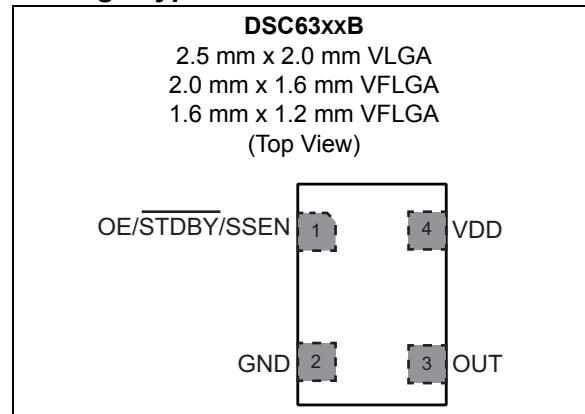 DSC63xxB
2.5 mm x 2.0 mm VLGA
2.0 mm x 1.6 mm VFLGA
1.6 mm x 1.2 mm VFLGA
(Top View)
OE/STDBY/SSEN 1 4 VDD
GND 2 3 OUT